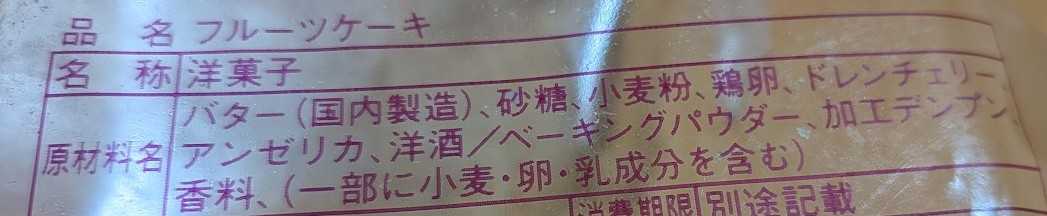 品　名 フルーツケーキ
名　称 洋菓子
原材料名 バター(国内製造)、砂糖、小麦粉、鶏卵、ドレンチェリー、
アンゼリカ、洋酒／ベーキングパウダー、加工デンプン、
香料、(一部に小麦・卵・乳成分を含む)
消費期限 別途記載